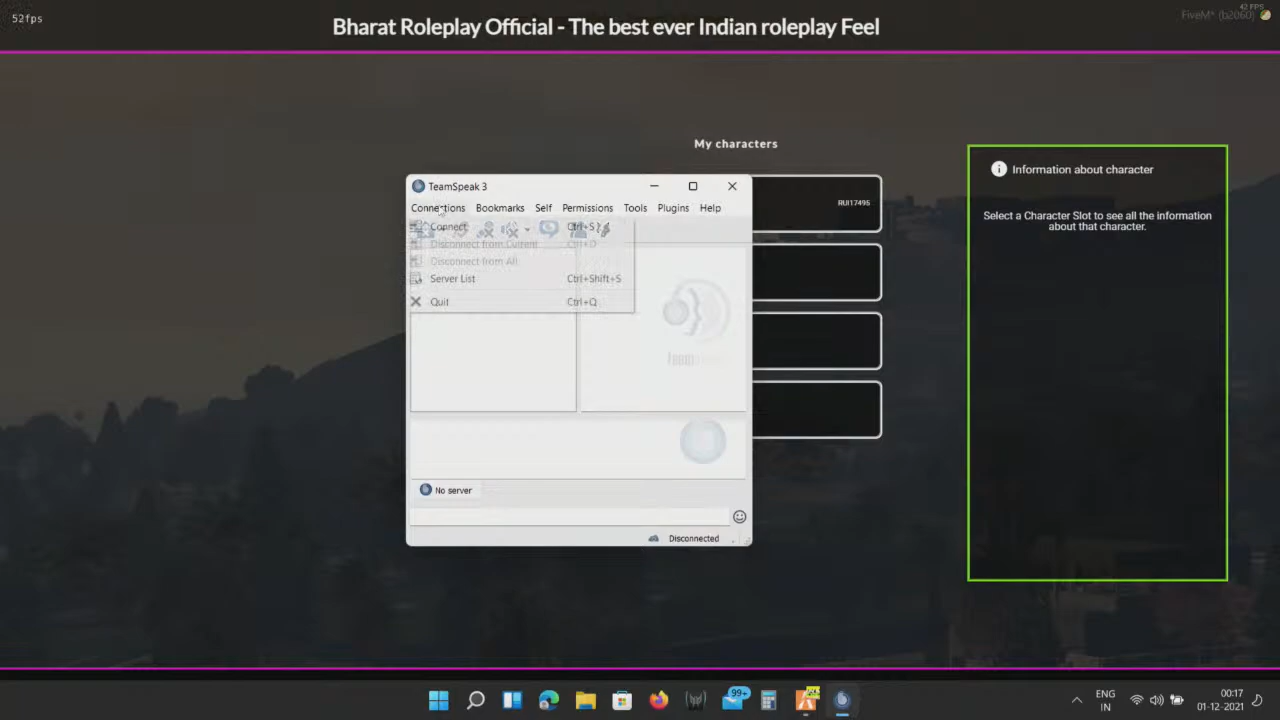 52fps
Bharat Roleplay Official - The best ever Indian roleplay Feel
42 FPS
FiveM* (b2060)
My characters
RUI17495
Information about character
Select a Character Slot to see all the information
about that character.
TeamSpeak 3
Connections Bookmarks Self Permissions Tools Plugins Help
Connect Ctrl+S
Disconnect from Current Ctrl+D
Disconnect from All
Server List Ctrl+Shift+S
Quit Ctrl+Q
No server
Disconnected
99+
ENG
IN
00:17
01-12-2021